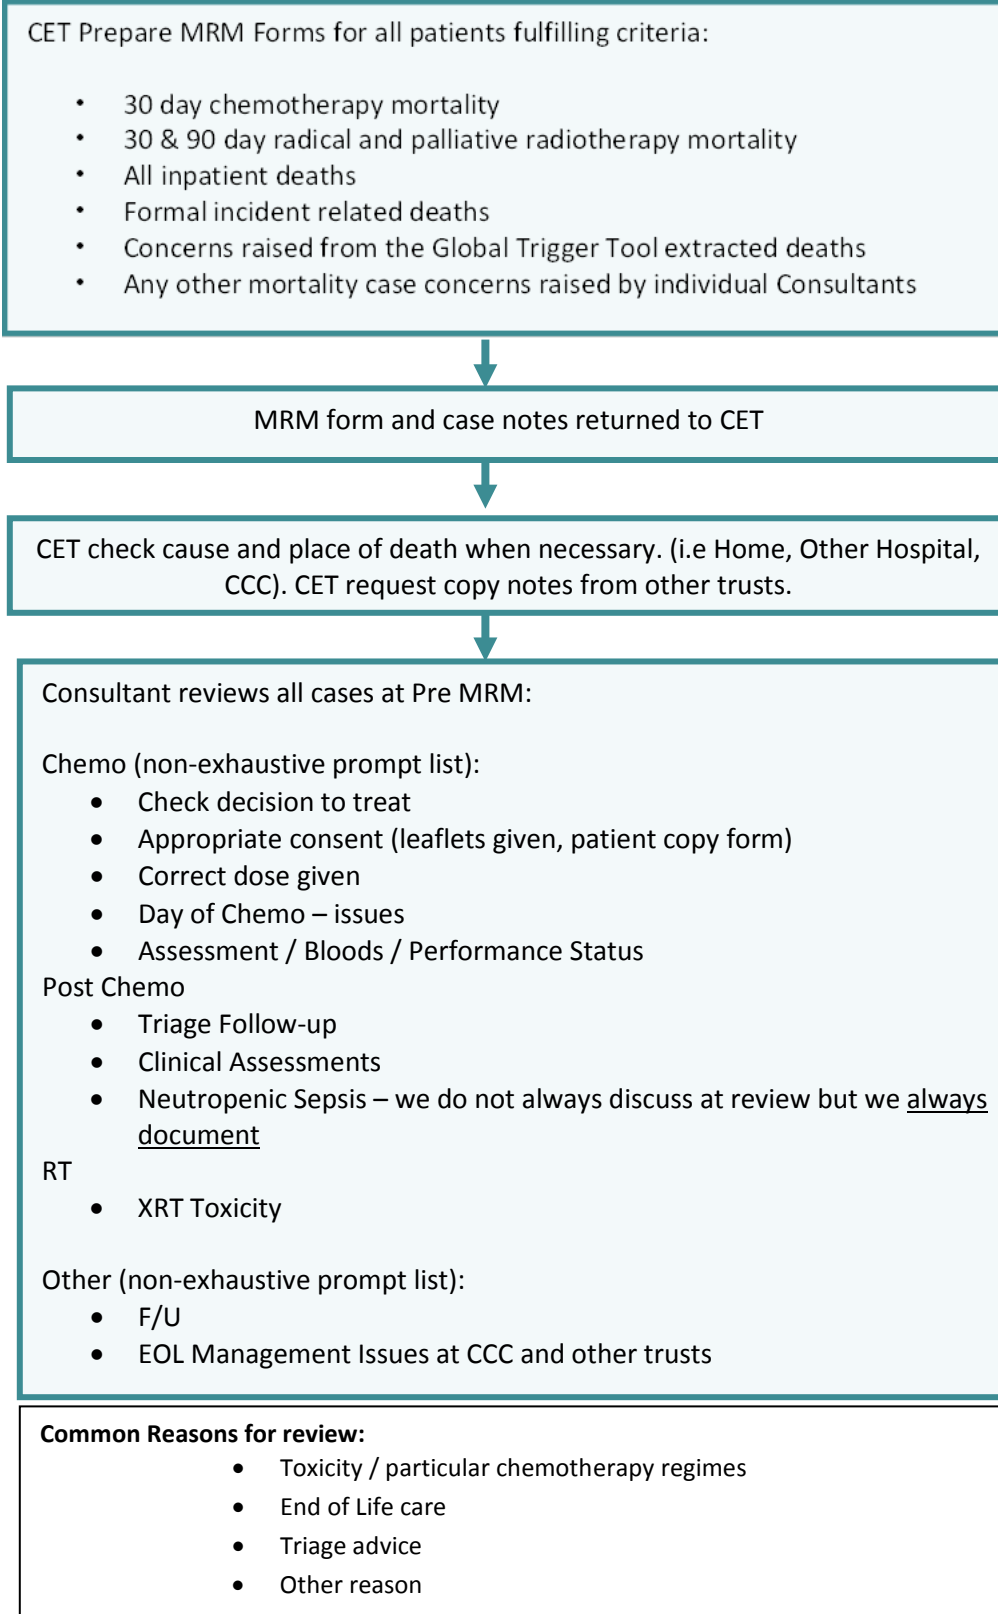 CET Prepare MRM Forms for all patients fulfilling criteria:
• 30 day chemotherapy mortality
• 30 & 90 day radical and palliative radiotherapy mortality
• All inpatient deaths
• Formal incident related deaths
• Concerns raised from the Global Trigger Tool extracted deaths
• Any other mortality case concerns raised by individual Consultants
MRM form and case notes returned to CET
CET check cause and place of death when necessary. (i.e Home, Other Hospital,
CCC). CET request copy notes from other trusts.
Consultant reviews all cases at Pre MRM:
Chemo (non-exhaustive prompt list):
• Check decision to treat
• Appropriate consent (leaflets given, patient copy form)
• Correct dose given
• Day of Chemo – issues
• Assessment / Bloods / Performance Status
Post Chemo
• Triage Follow-up
• Clinical Assessments
• Neutropenic Sepsis – we do not always discuss at review but we always
document
RT
• XRT Toxicity
Other (non-exhaustive prompt list):
• F/U
• EOL Management Issues at CCC and other trusts
Common Reasons for review:
• Toxicity / particular chemotherapy regimes
• End of Life care
• Triage advice
• Other reason